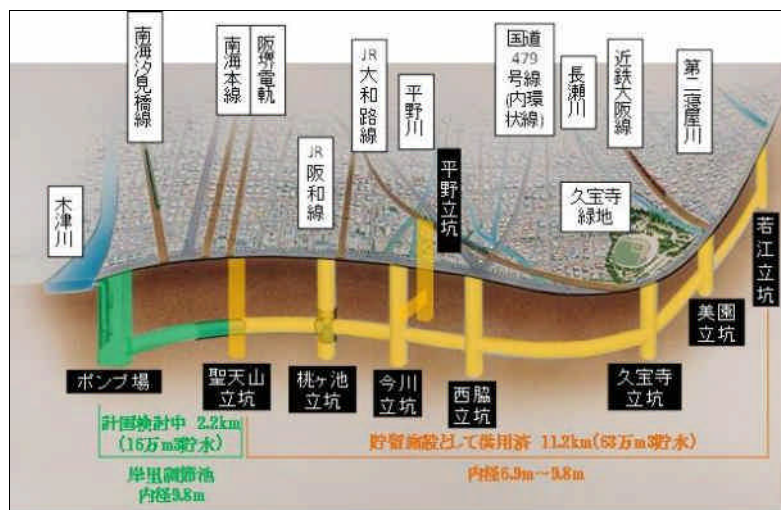 木津川
南海汐見橋線
南海本線
阪堺電軌
JR阪和線
JR大和路線
平野川
平野立坑
国道
479
号線
(内環
状線)
長瀬川
近鉄大阪線
久宝寺
緑地
第二寝屋川
若江立坑
美園
立坑
久宝寺
立坑
西脇
立坑
今川
立坑
桃ヶ池
立坑
聖天山
立坑
ポンプ場
計画検討中 2.2km
(16万m3貯水)
岸里調節池
内径9.8m
貯留施設として供用済 11.2km(63万m3貯水)
内径6.9m~9.8m